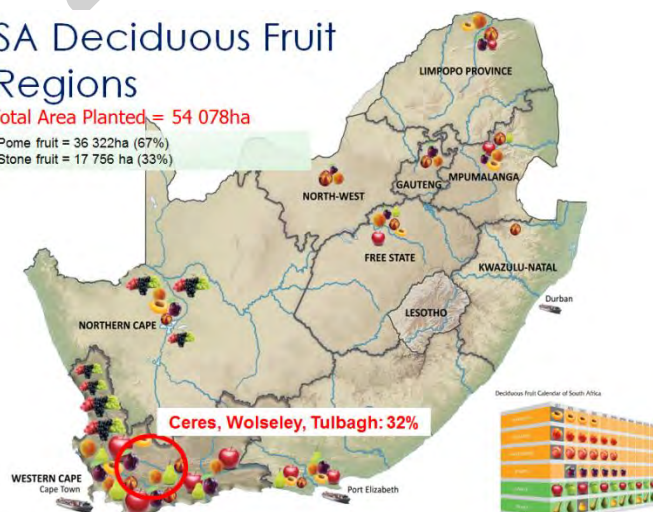 SA Deciduous Fruit
Regions
Total Area Planted = 54 078ha
Pome fruit = 36 322ha (67%)
Stone fruit = 17 756 ha (33%)
LIMPOPO PROVINCE
MPUMALANGA
GAUTENG
NORTH-WEST
FREE STATE
KWAZULU-NATAL
Durban
LESOTHO
NORTHERN CAPE
Deciduous Fruit Calendar of South Africa
Ceres, Wolseley, Tulbagh: 32%
WESTERN CAPE
Cape Town
Port Elizabeth